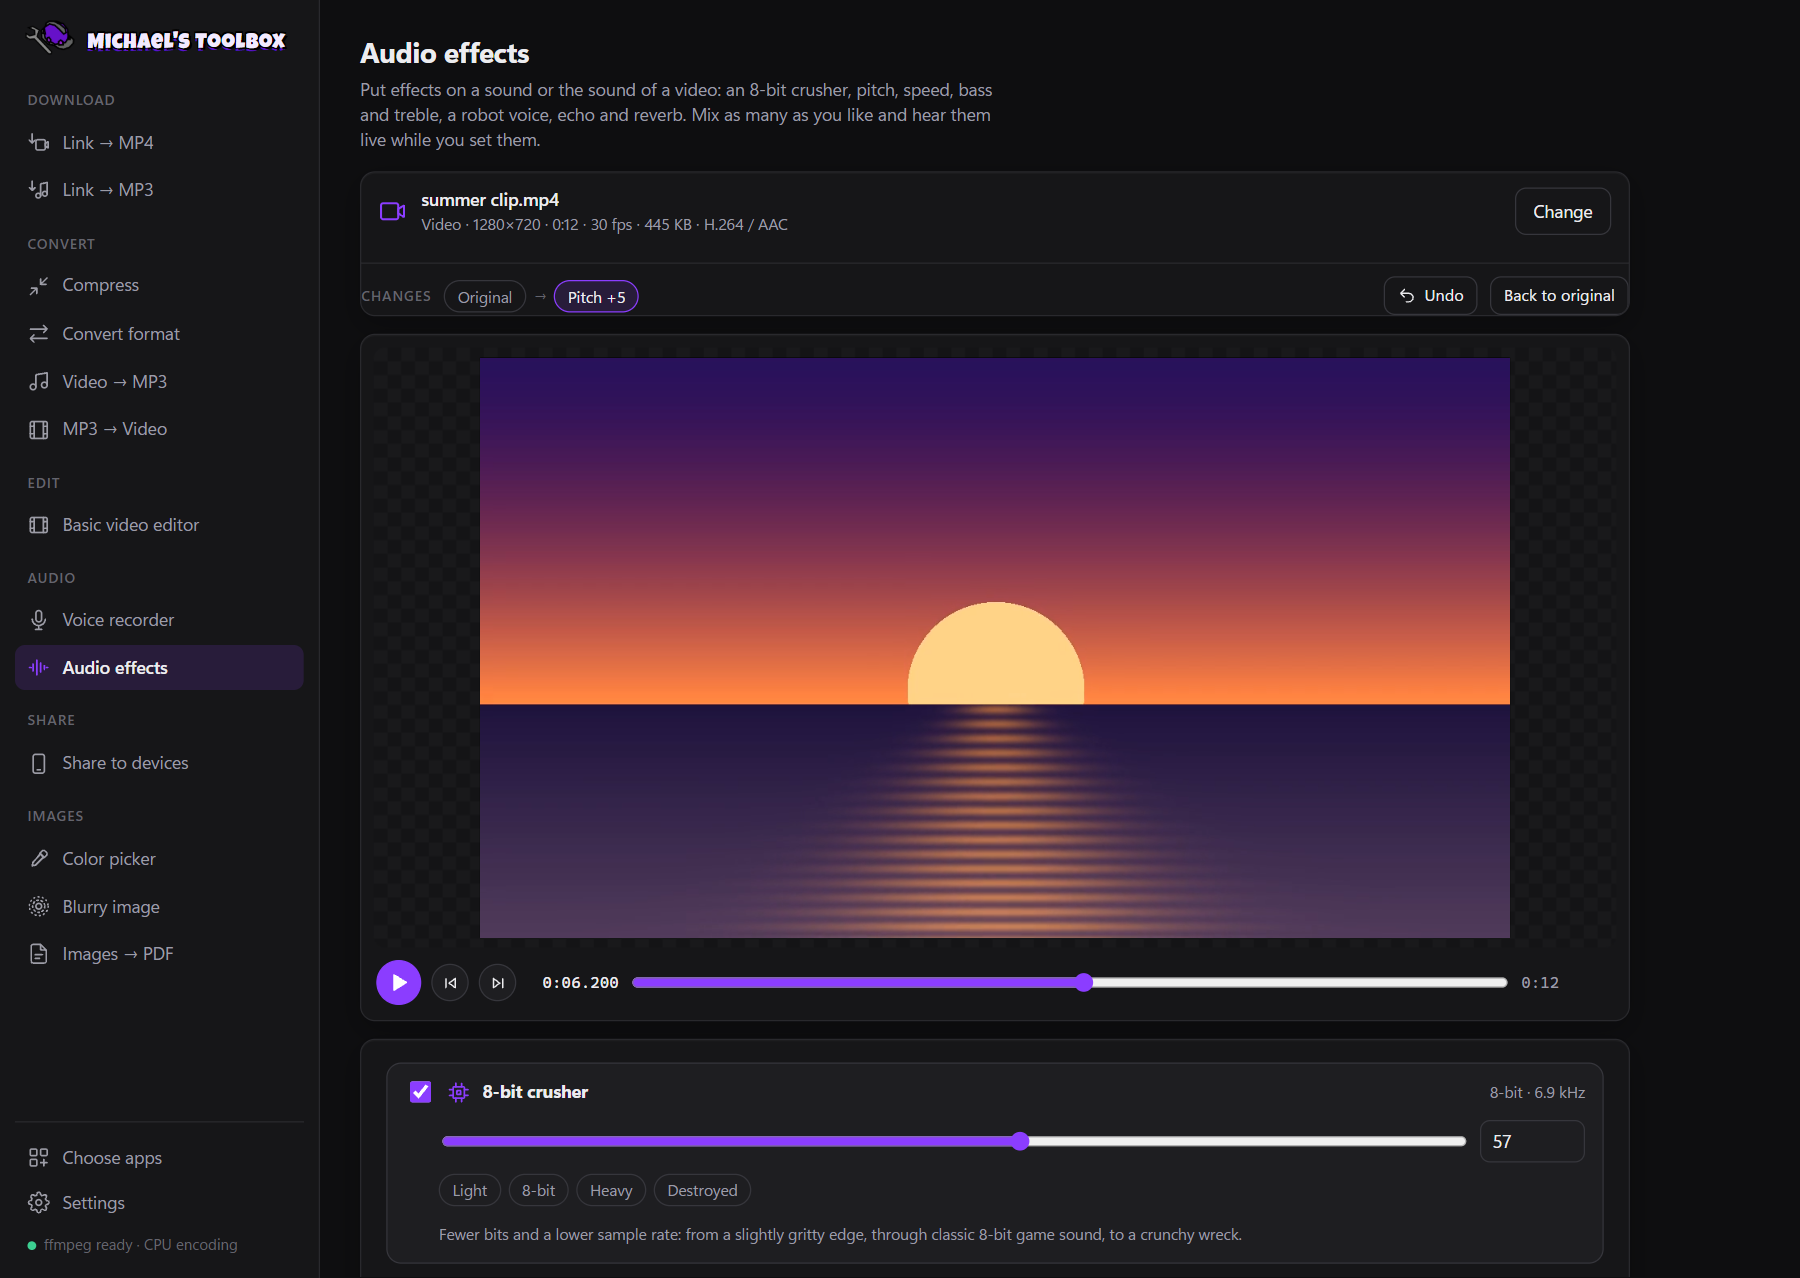 MICHAEL'S TOOLBOX
DOWNLOAD
Link → MP4
Link → MP3
CONVERT
Compress
Convert format
Video → MP3
MP3 → Video
EDIT
Basic video editor
AUDIO
Voice recorder
Audio effects
SHARE
Share to devices
IMAGES
Color picker
Blurry image
Images → PDF
Choose apps
Settings
ffmpeg ready · CPU encoding
Audio effects
Put effects on a sound or the sound of a video: an 8-bit crusher, pitch, speed, bass
and treble, a robot voice, echo and reverb. Mix as many as you like and hear them
live while you set them.
summer clip.mp4
Video · 1280×720 · 0:12 · 30 fps · 445 KB · H.264 / AAC
Change
CHANGES Original → Pitch +5 Undo Back to original
0:06.200 0:12
8-bit crusher 8-bit · 6.9 kHz
57
Light 8-bit Heavy Destroyed
Fewer bits and a lower sample rate: from a slightly gritty edge, through classic 8-bit game sound, to a crunchy wreck.